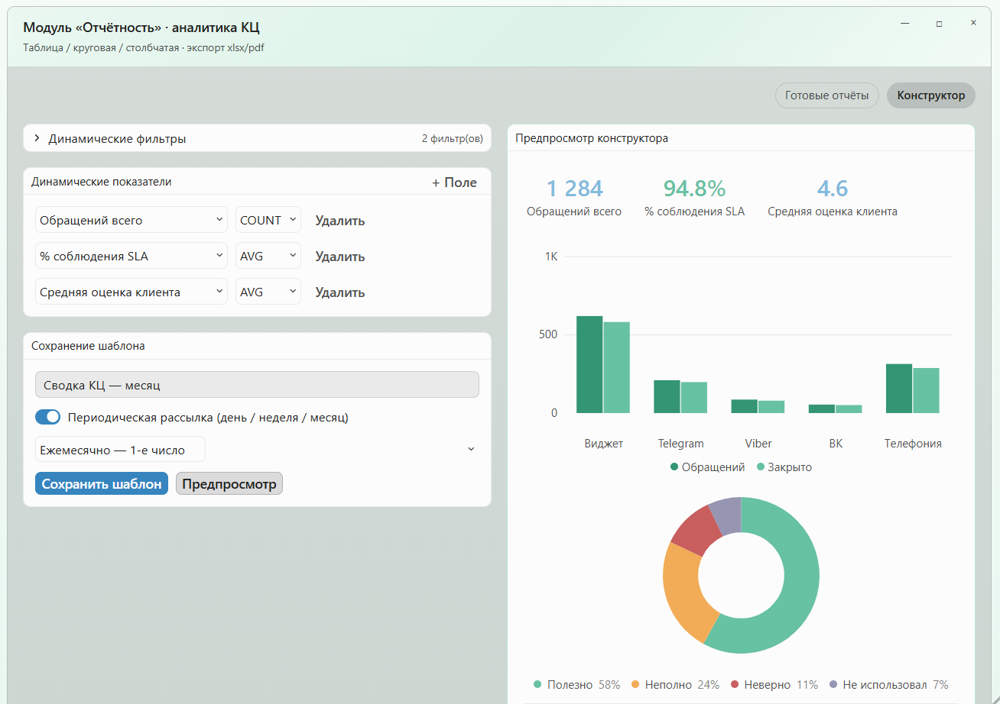 Модуль «Отчётность» · аналитика КЦ
Таблица / круговая / столбчатая · экспорт xlsx/pdf
Готовые отчёты
Конструктор
Динамические фильтры
2 фильтр(ов)
Динамические показатели
+ Поле
Обращений всего
COUNT
Удалить
% соблюдения SLA
AVG
Удалить
Средняя оценка клиента
AVG
Удалить
Сохранение шаблона
Сводка КЦ — месяц
Периодическая рассылка (день / неделя / месяц)
Ежемесячно — 1-е число
Сохранить шаблон
Предпросмотр
Предпросмотр конструктора
1 284
94.8%
4.6
Обращений всего
% соблюдения SLA
Средняя оценка клиента
1K
500
0
Виджет
Telegram
Viber
ВК
Телефония
Обращений
Закрыто
Полезно 58%
Неполно 24%
Неверно 11%
Не использовал 7%